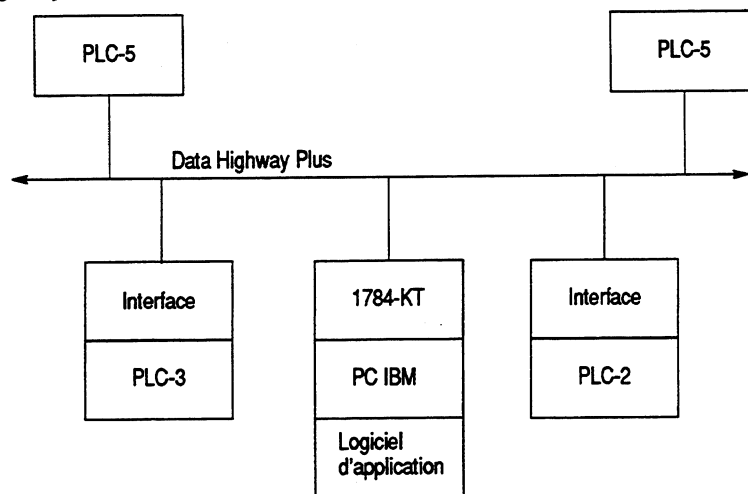 PLC-5
PLC-5
Data Highway Plus
Interface
1784-KT
Interface
PLC-3
PC IBM
PLC-2
Logiciel
d'application